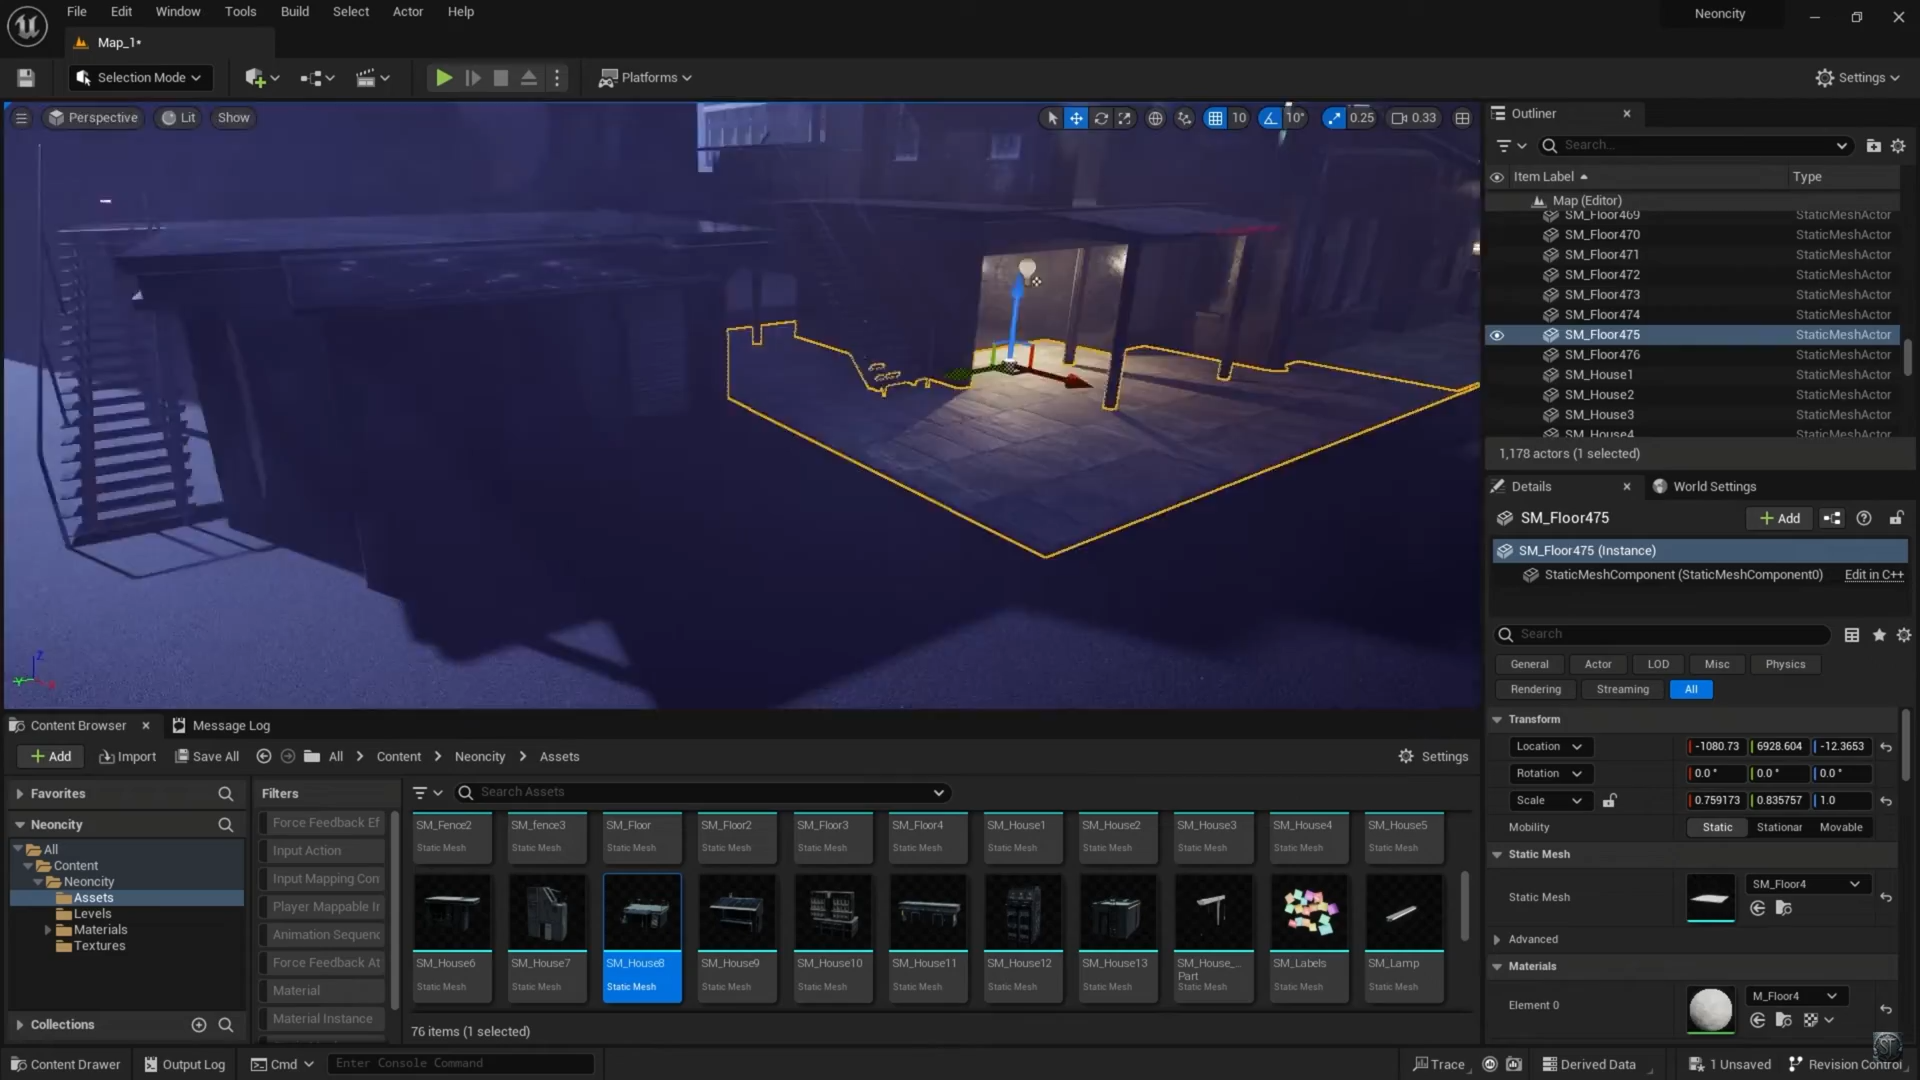 File Edit Window Tools Build Select Actor Help
Neoncity
Map_1*
Selection Mode
Platforms
Settings
Perspective Lit Show
10 10° 0.25 0.33
Outliner
Search...
Item Label Type
Map (Editor)
SM_Floor469 StaticMeshActor
SM_Floor470 StaticMeshActor
SM_Floor471 StaticMeshActor
SM_Floor472 StaticMeshActor
SM_Floor473 StaticMeshActor
SM_Floor474 StaticMeshActor
SM_Floor475 StaticMeshActor
SM_Floor476 StaticMeshActor
SM_House1 StaticMeshActor
SM_House2 StaticMeshActor
SM_House3 StaticMeshActor
SM_House4 StaticMeshActor
1,178 actors (1 selected)
Details World Settings
SM_Floor475 Add
SM_Floor475 (Instance)
StaticMeshComponent (StaticMeshComponent0) Edit in C++
Search
General Actor LOD Misc Physics
Rendering Streaming All
Transform
Location -1080.73 6928.604 -12.3653
Rotation 0.0 ° 0.0 ° 0.0 °
Scale 0.759173 0.835757 1.0
Mobility Static Stationar Movable
Static Mesh
Static Mesh SM_Floor4
Advanced
Materials
Element 0 M_Floor4
Z
Content Browser Message Log
Add Import Save All All Content Neoncity Assets Settings
Favorites
Neoncity
All
Content
Neoncity
Assets
Levels
Materials
Textures
Collections
Filters
Force Feedback Ef
Input Action
Input Mapping Con
Player Mappable Ir
Animation Sequenc
Force Feedback At
Material
Material Instance
Search Assets
SM_Fence2 SM_fence3 SM_Floor SM_Floor2 SM_Floor3 SM_Floor4 SM_House1 SM_House2 SM_House3 SM_House4 SM_House5
Static Mesh Static Mesh Static Mesh Static Mesh Static Mesh Static Mesh Static Mesh Static Mesh Static Mesh Static Mesh Static Mesh
SM_House6 SM_House7 SM_House8 SM_House9 SM_House10 SM_House11 SM_House12 SM_House13 SM_House_... SM_Labels SM_Lamp
Part
Static Mesh Static Mesh Static Mesh Static Mesh Static Mesh Static Mesh Static Mesh Static Mesh Static Mesh Static Mesh Static Mesh
76 items (1 selected)
Content Drawer Output Log Cmd Enter Console Command Trace Derived Data 1 Unsaved Revision Control